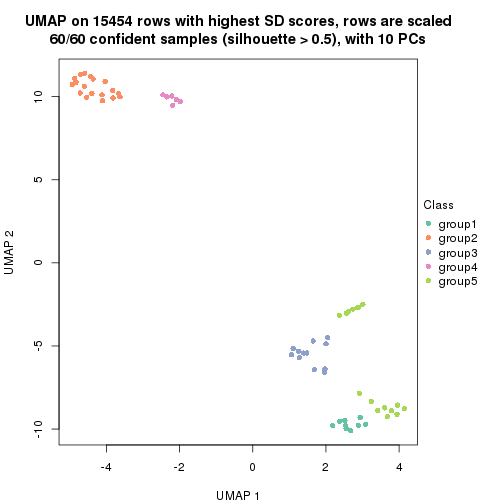 UMAP on 15454 rows with highest SD scores, rows are scaled
60/60 confident samples (silhouette > 0.5), with 10 PCs
10
5
0
-5
-10
UMAP 2
-4
-2
0
2
4
UMAP 1
Class
group1
group2
group3
group4
group5